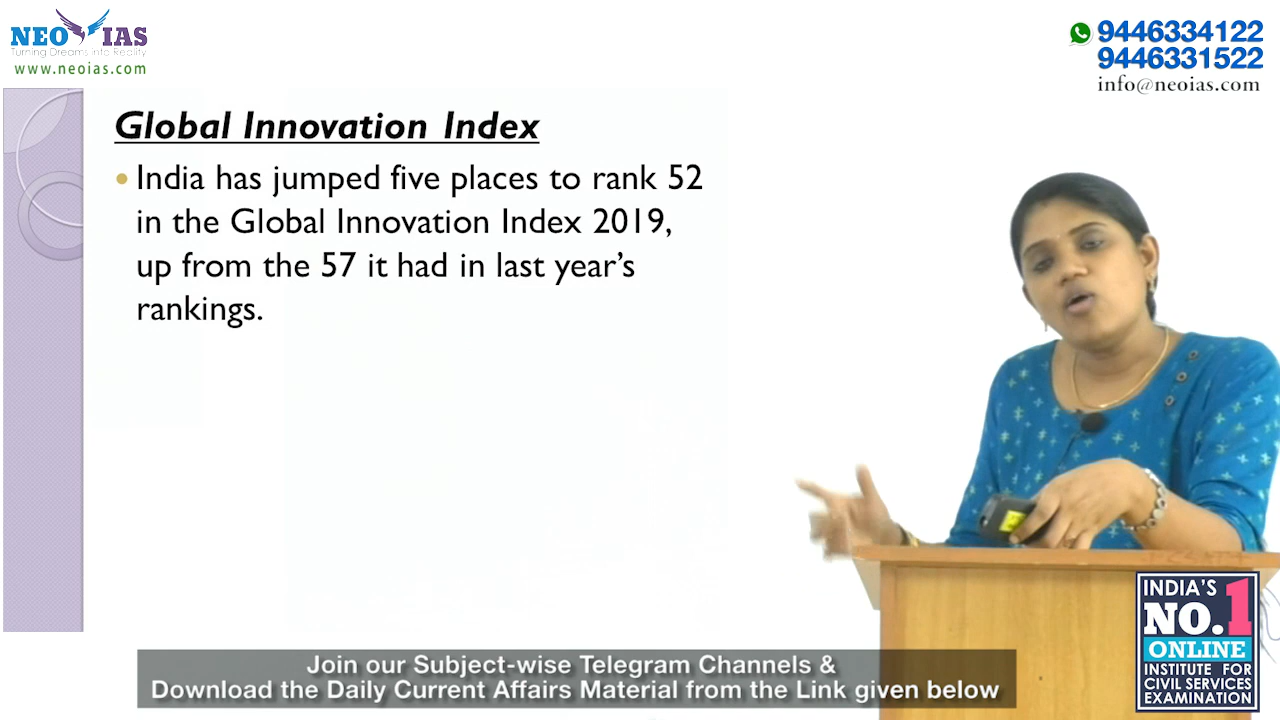 NEO IAS
Turning Dreams into Reality
www.neoias.com
9446334122
9446331522
info@neoias.com
Global Innovation Index
• India has jumped five places to rank 52
in the Global Innovation Index 2019,
up from the 57 it had in last year’s
rankings.
INDIA'S
NO.1
ONLINE
INSTITUTE FOR
CIVIL SERVICES
EXAMINATION
Join our Subject-wise Telegram Channels &
Download the Daily Current Affairs Material from the Link given below